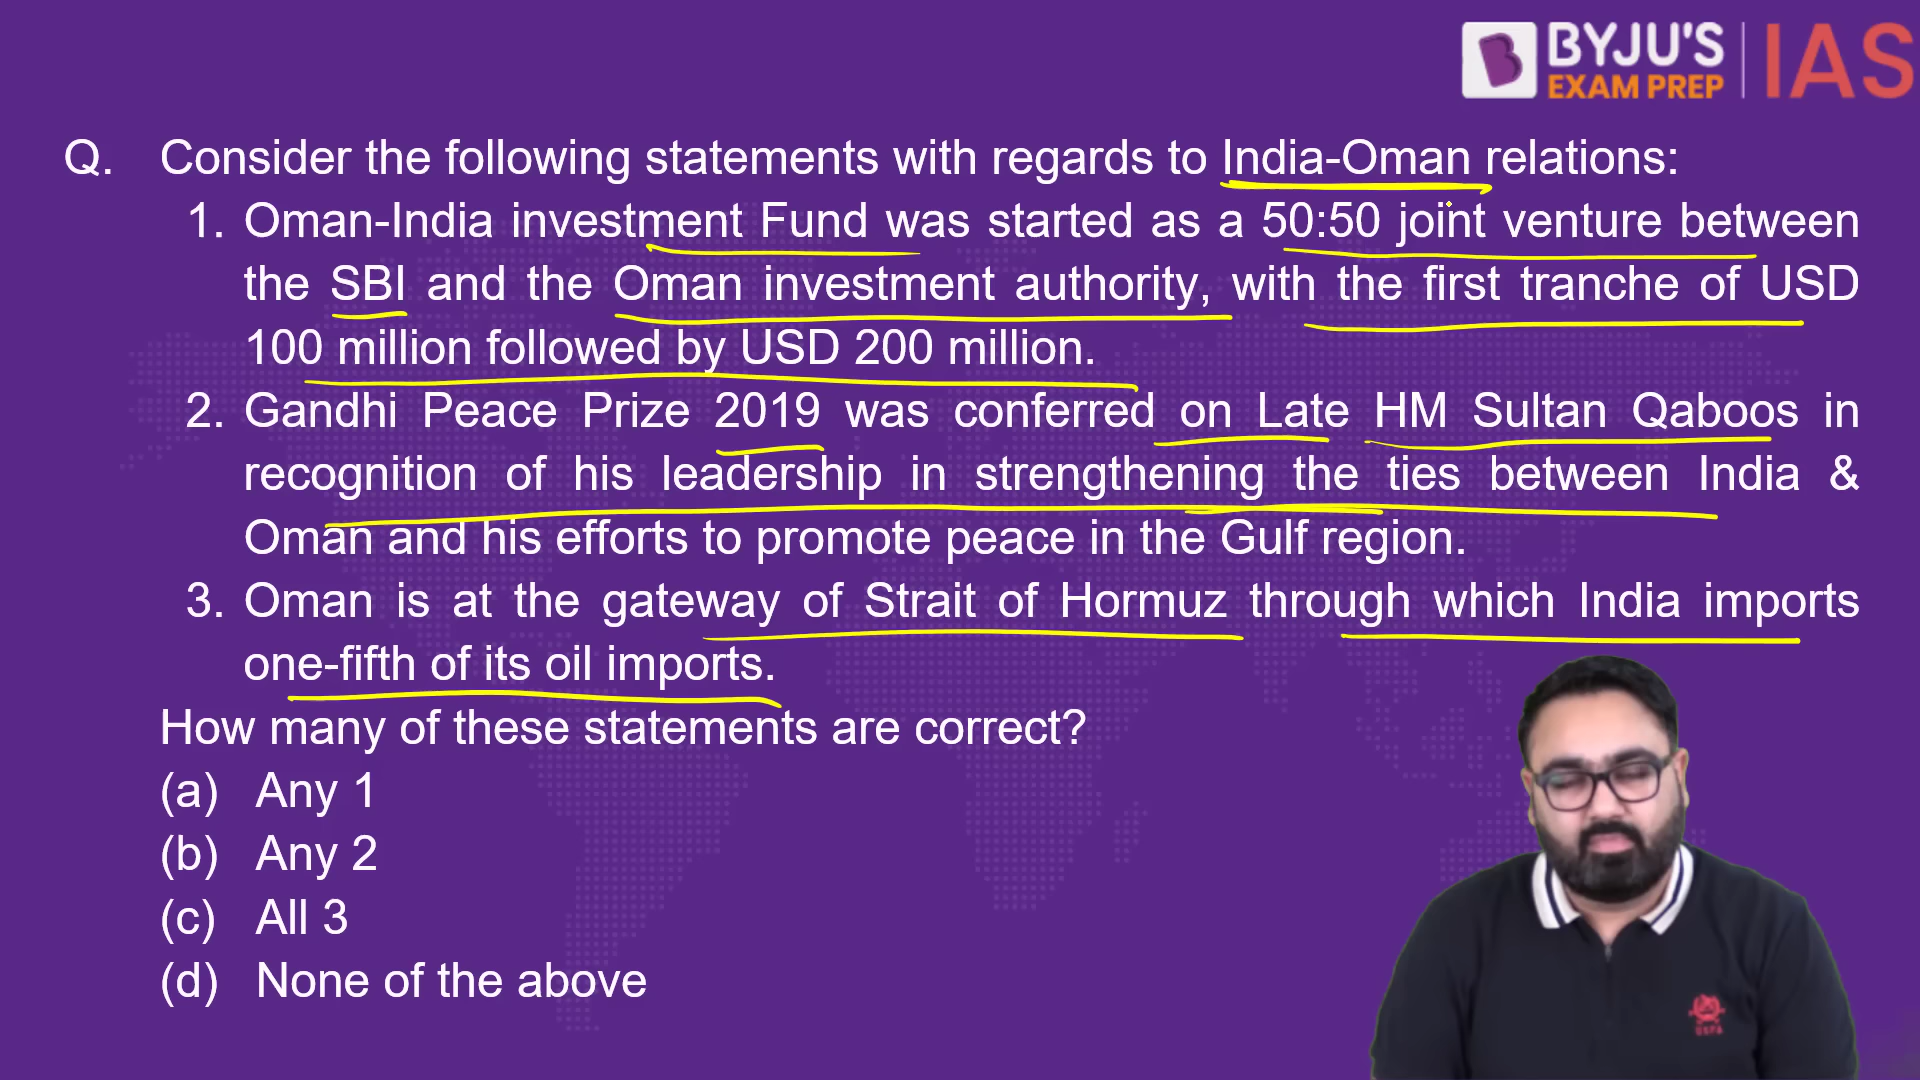 BYJU'S
EXAM PREP
IAS
Q. Consider the following statements with regards to India-Oman relations:
1. Oman-India investment Fund was started as a 50:50 joint venture between
the SBI and the Oman investment authority, with the first tranche of USD
100 million followed by USD 200 million.
2. Gandhi Peace Prize 2019 was conferred on Late HM Sultan Qaboos in
recognition of his leadership in strengthening the ties between India &
Oman and his efforts to promote peace in the Gulf region.
3. Oman is at the gateway of Strait of Hormuz through which India imports
one-fifth of its oil imports.
How many of these statements are correct?
(a) Any 1
(b) Any 2
(c) All 3
(d) None of the above
USPA